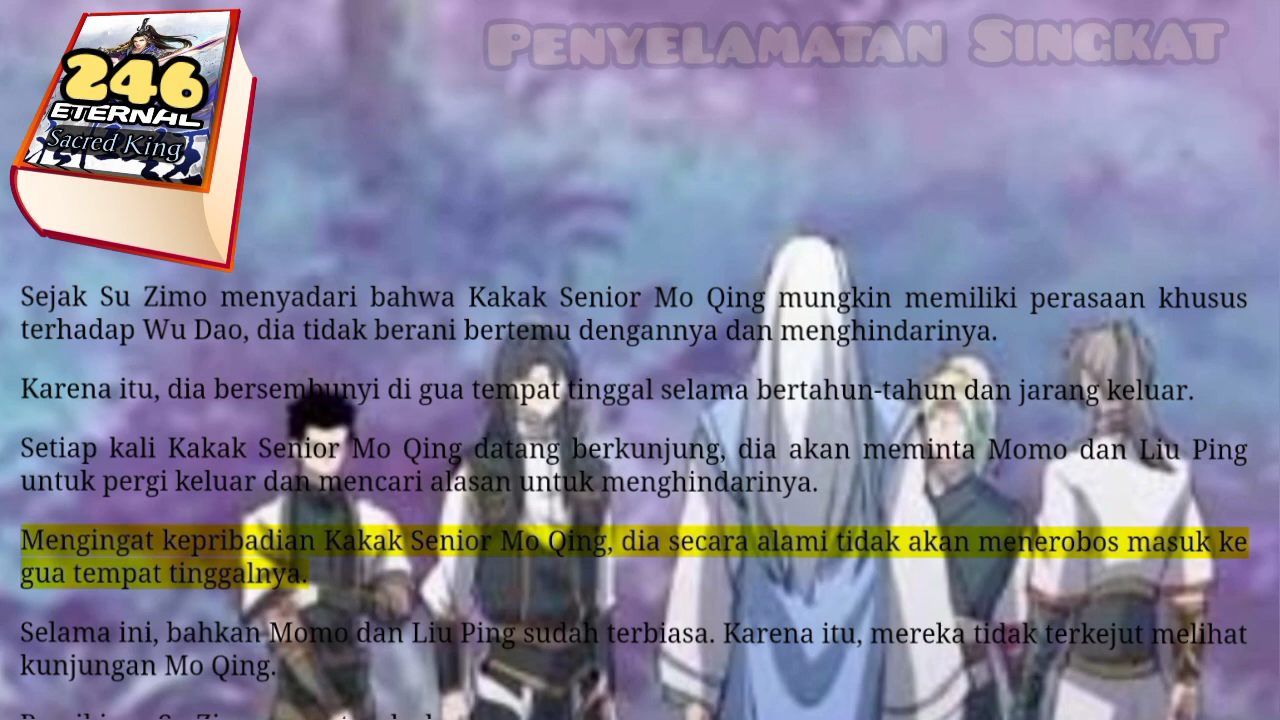 Penyelamatan Singkat
246
ETERNAL
Sacred King
Sejak Su Zimo menyadari bahwa Kakak Senior Mo Qing mungkin memiliki perasaan khusus
terhadap Wu Dao, dia tidak berani bertemu dengannya dan menghindarinya.
Karena itu, dia bersembunyi di gua tempat tinggal selama bertahun-tahun dan jarang keluar.
Setiap kali Kakak Senior Mo Qing datang berkunjung, dia akan meminta Momo dan Liu Ping
untuk pergi keluar dan mencari alasan untuk menghindarinya.
Mengingat kepribadian Kakak Senior Mo Qing, dia secara alami tidak akan menerobos masuk ke
gua tempat tinggalnya.
Selama ini, bahkan Momo dan Liu Ping sudah terbiasa. Karena itu, mereka tidak terkejut melihat
kunjungan Mo Qing.